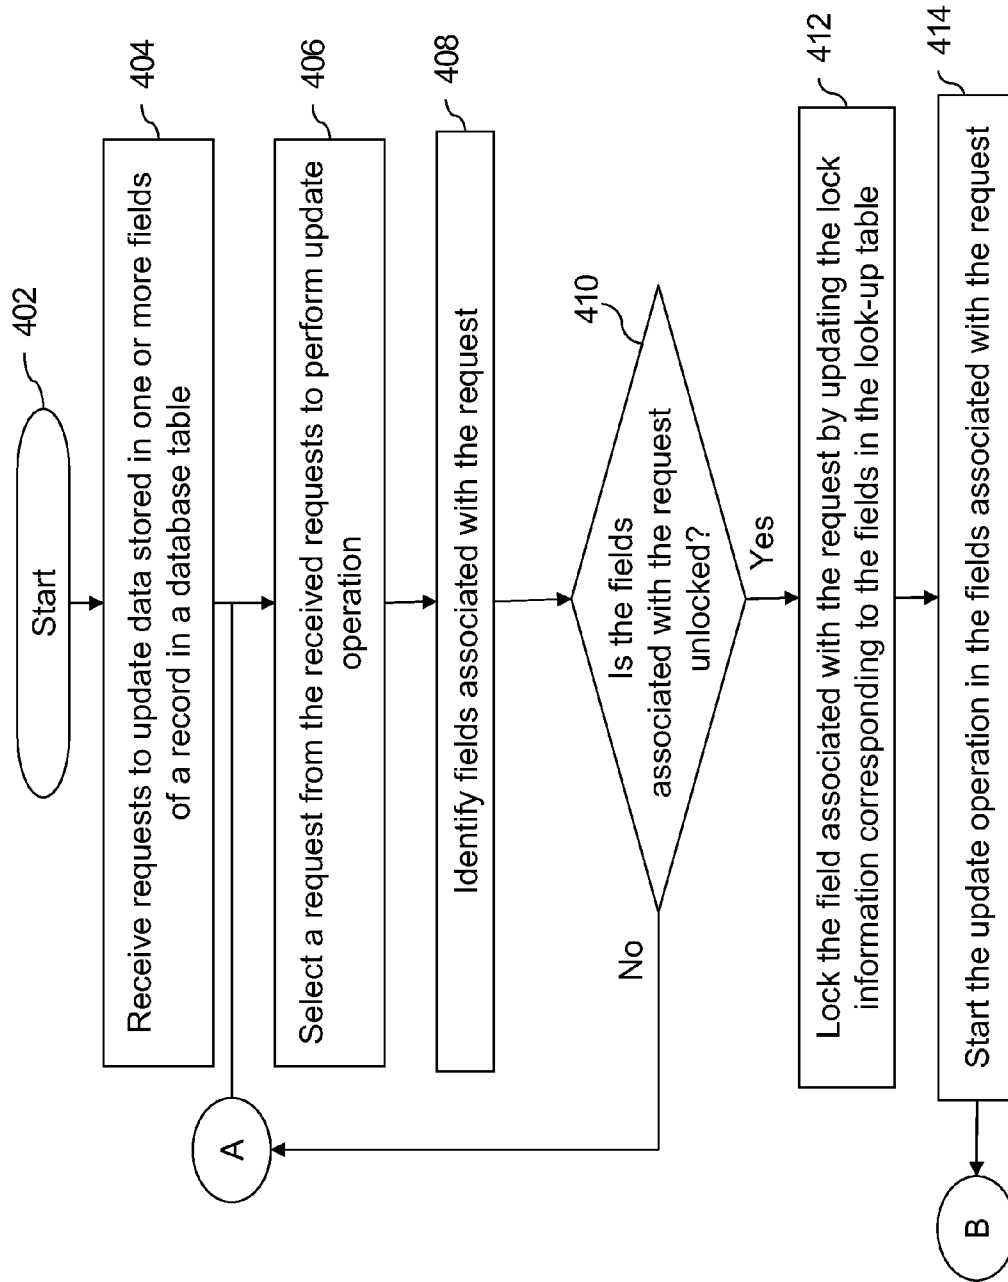 Start
402
Receive requests to update data stored in one or more fields
of a record in a database table
404
A
Select a request from the received requests to perform update
operation
406
Identify fields associated with the request
408
Is the fields
associated with the request
unlocked?
410
No
Yes
Lock the field associated with the request by updating the lock
information corresponding to the fields in the look-up table
412
Start the update operation in the fields associated with the request
414
B